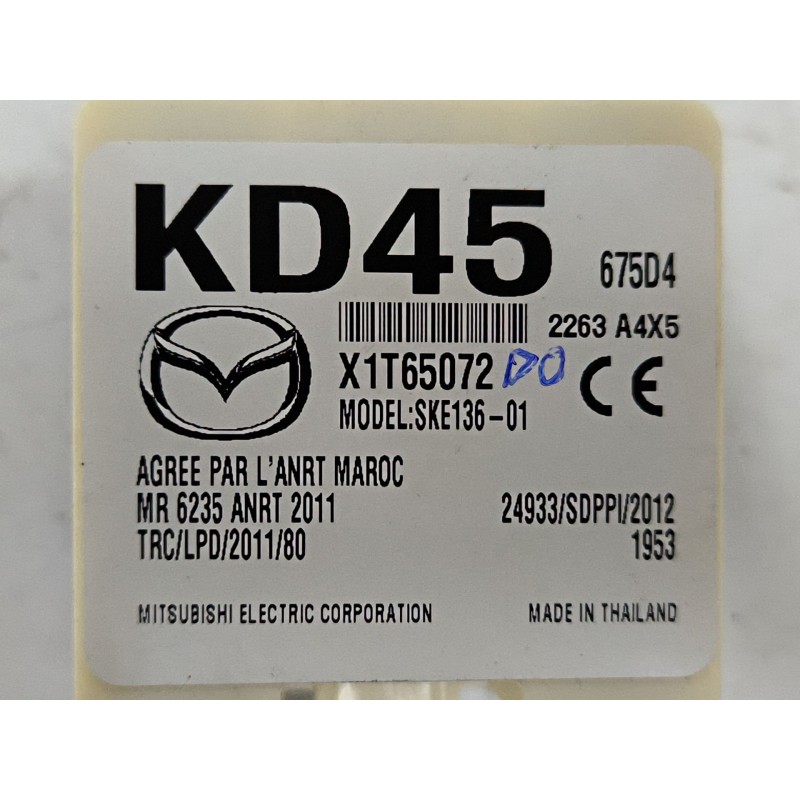 KD45 675D4
2263 A4X5
X1T65072 DO CE
MODEL:SKE136-01
AGREE PAR L'ANRT MAROC
MR 6235 ANRT 2011 24933/SDPPI/2012
TRC/LPD/2011/80 1953
MITSUBISHI ELECTRIC CORPORATION MADE IN THAILAND